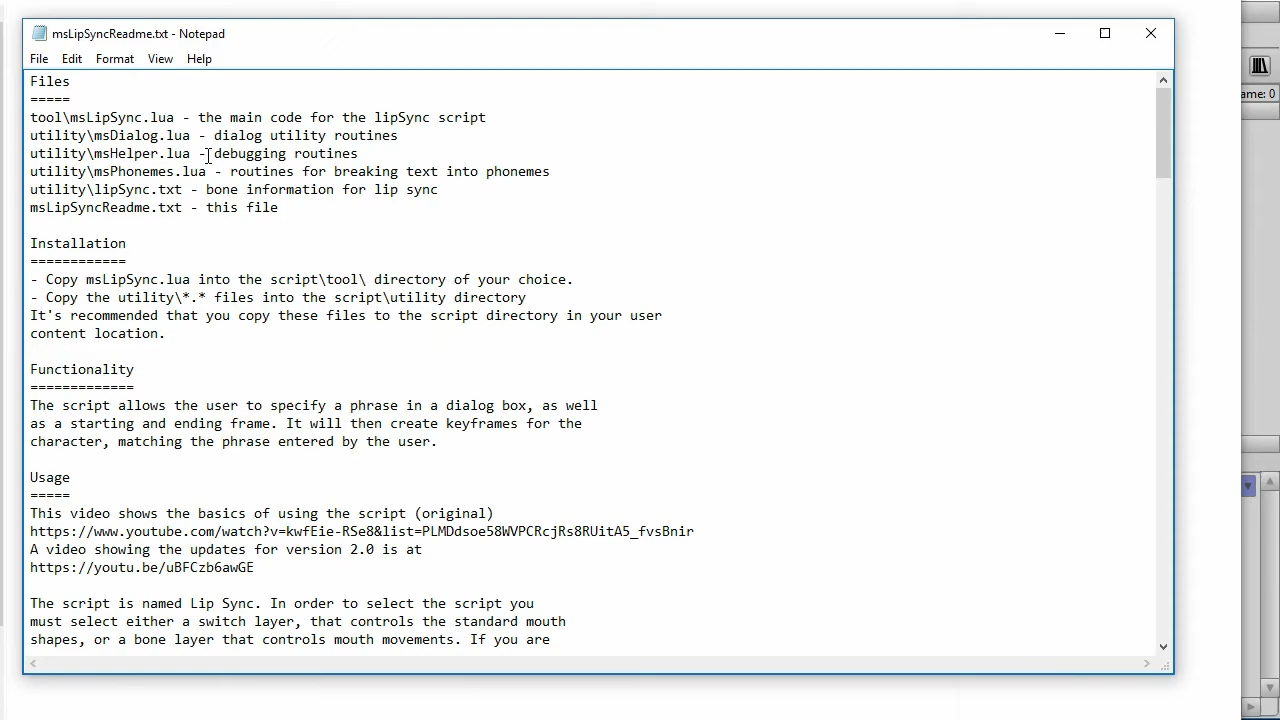 msLipSyncReadme.txt - Notepad
File Edit Format View Help
Files
=====
tool\msLipSync.lua - the main code for the lipSync script
utility\msDialog.lua - dialog utility routines
utility\msHelper.lua - debugging routines
utility\msPhonemes.lua - routines for breaking text into phonemes
utility\lipSync.txt - bone information for lip sync
msLipSyncReadme.txt - this file
Installation
============
- Copy msLipSync.lua into the script\tool\ directory of your choice.
- Copy the utility\*.* files into the script\utility directory
It's recommended that you copy these files to the script directory in your user
content location.
Functionality
=============
The script allows the user to specify a phrase in a dialog box, as well
as a starting and ending frame. It will then create keyframes for the
character, matching the phrase entered by the user.
Usage
=====
This video shows the basics of using the script (original)
https://www.youtube.com/watch?v=kwfEie-RSe8&list=PLMDdsoe58WVPCRcjRs8RUitA5_fvsBnir
A video showing the updates for version 2.0 is at
https://youtu.be/uBFCzb6awGE
The script is named Lip Sync. In order to select the script you
must select either a switch layer, that controls the standard mouth
shapes, or a bone layer that controls mouth movements. If you are
ame: 0